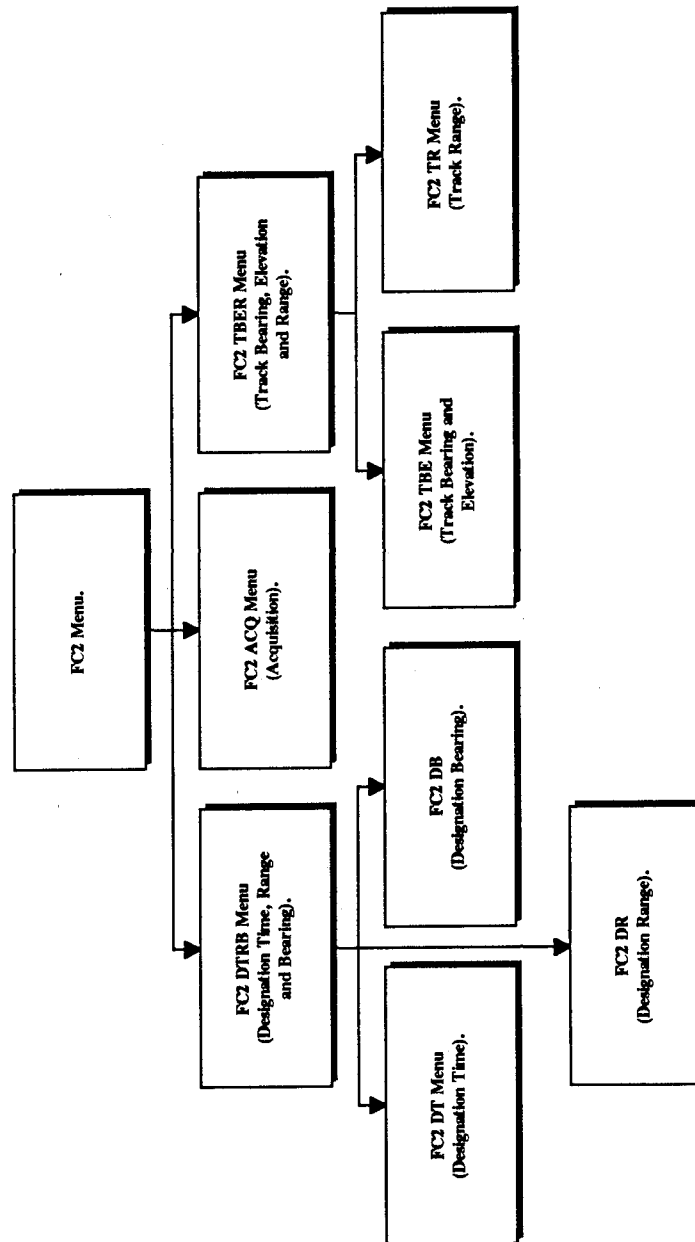 FC2 Menu.
FC2 DTRB Menu
(Designation Time, Range
and Bearing).
FC2 ACQ Menu
(Acquisition).
FC2 TBER Menu
(Track Bearing, Elevation
and Range).
FC2 DT Menu
(Designation Time).
FC2 DB
(Designation Bearing).
FC2 TBE Menu
(Track Bearing and
Elevation).
FC2 TR Menu
(Track Range).
FC2 DR
(Designation Range).